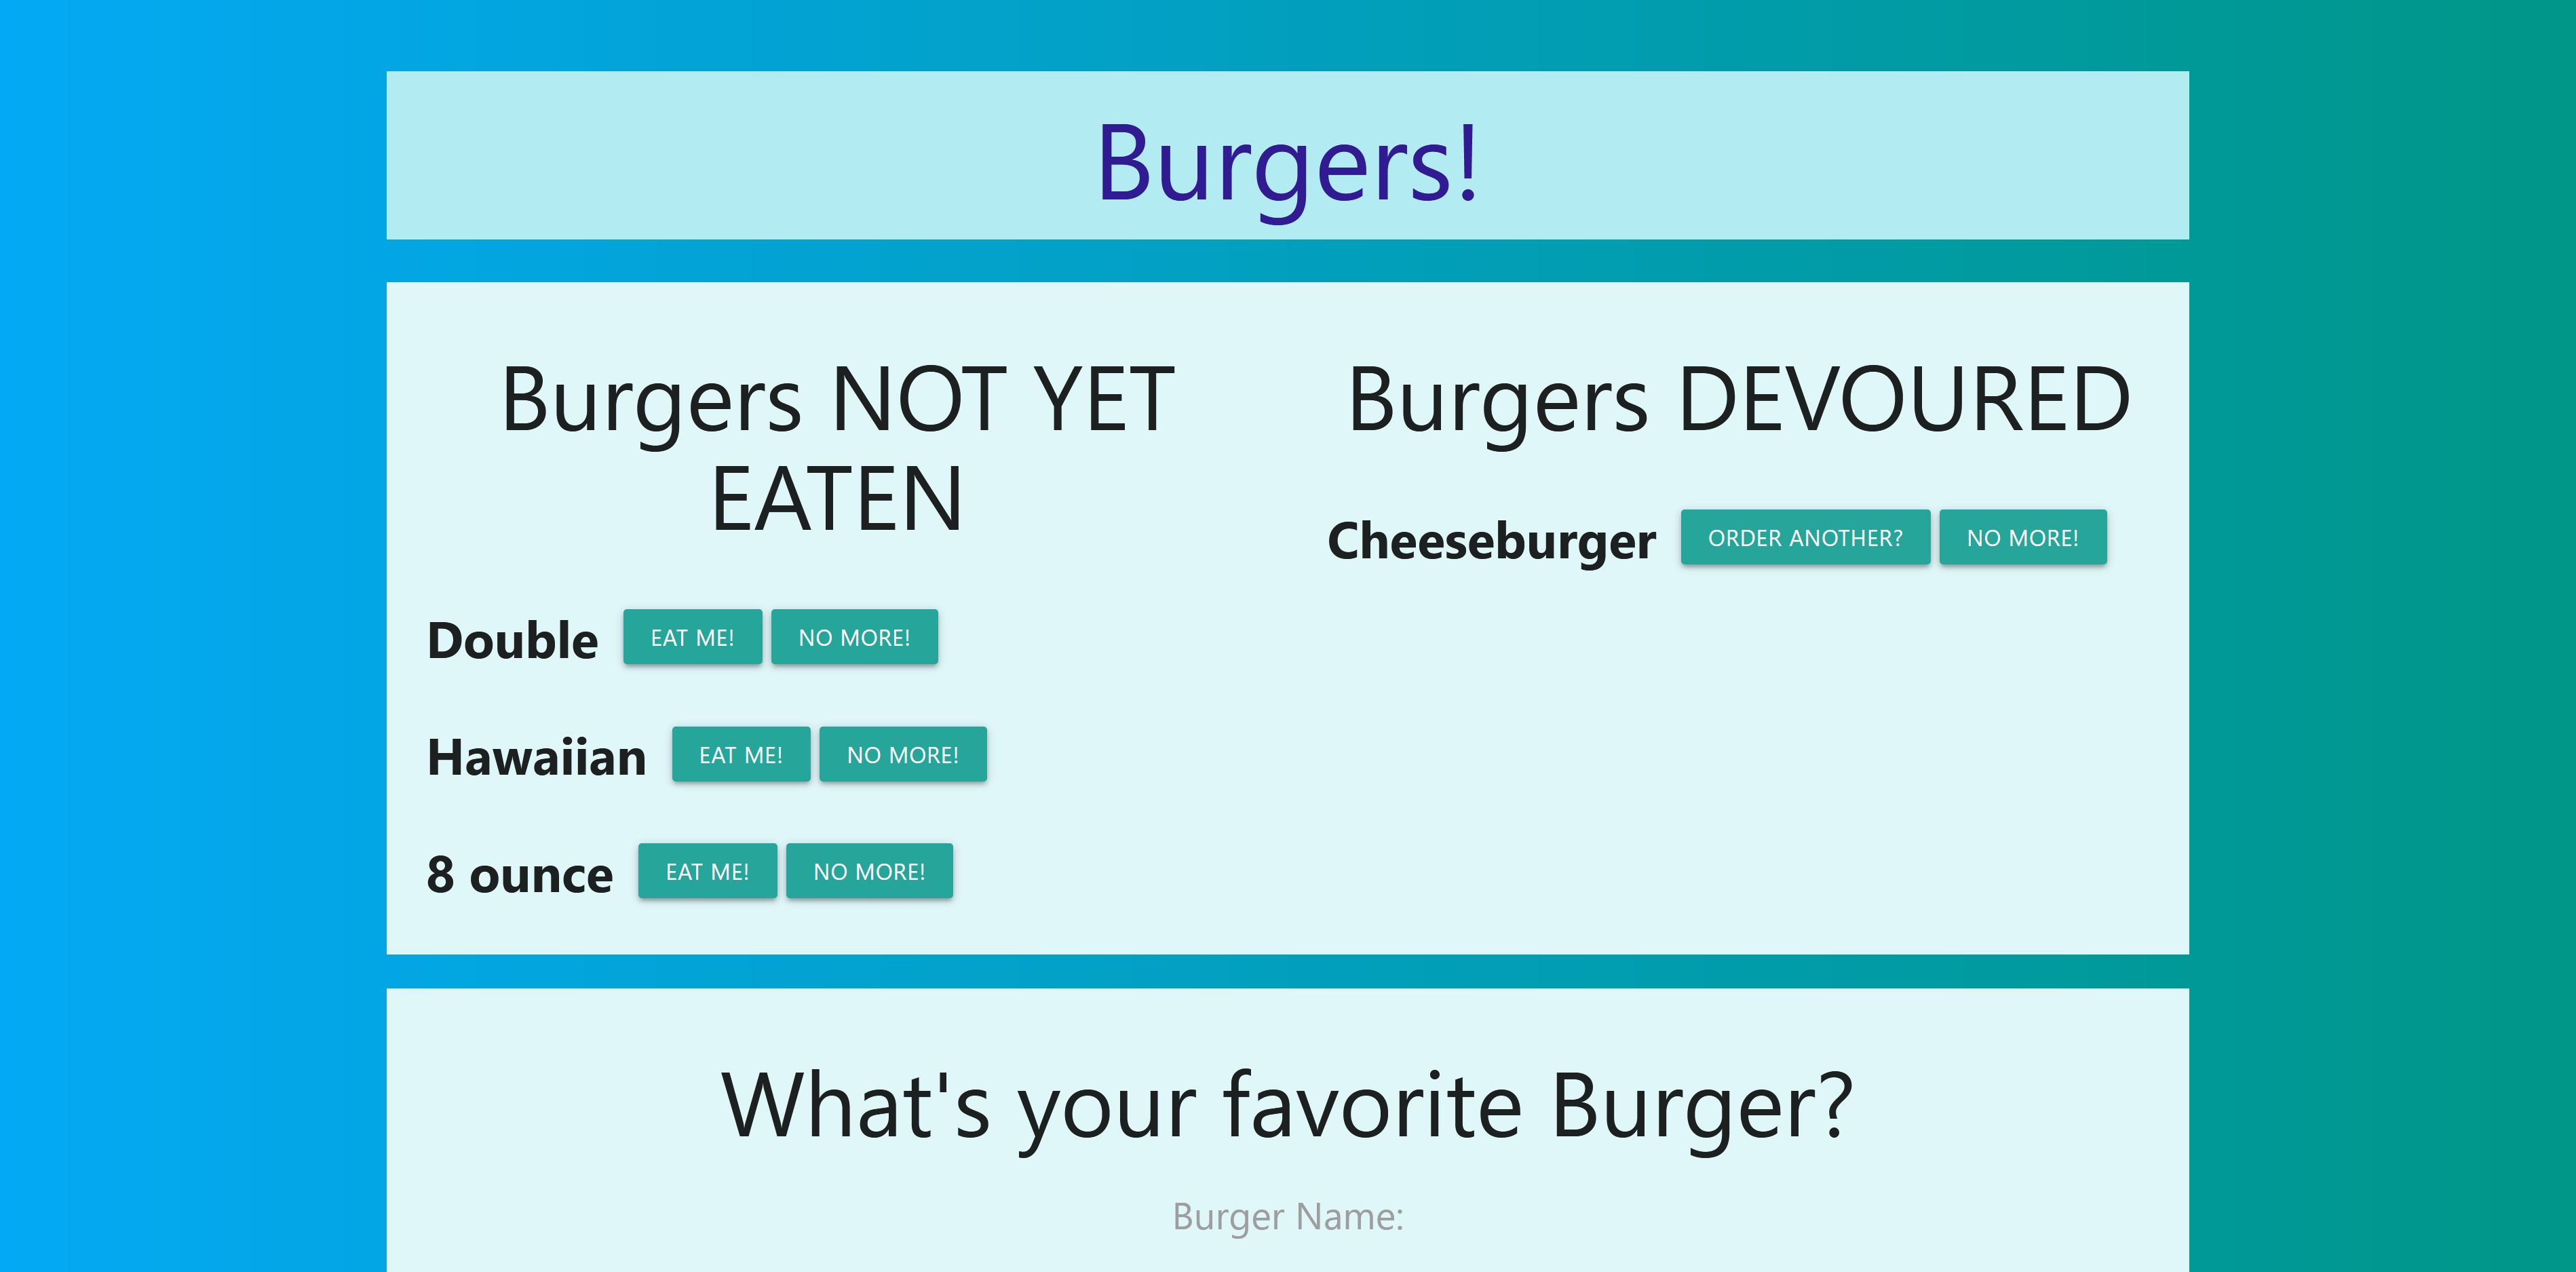 Burgers!
Burgers NOT YET
EATEN
Double EAT ME! NO MORE!
Hawaiian EAT ME! NO MORE!
8 ounce EAT ME! NO MORE!
Burgers DEVOURED
Cheeseburger ORDER ANOTHER? NO MORE!
What's your favorite Burger?
Burger Name: